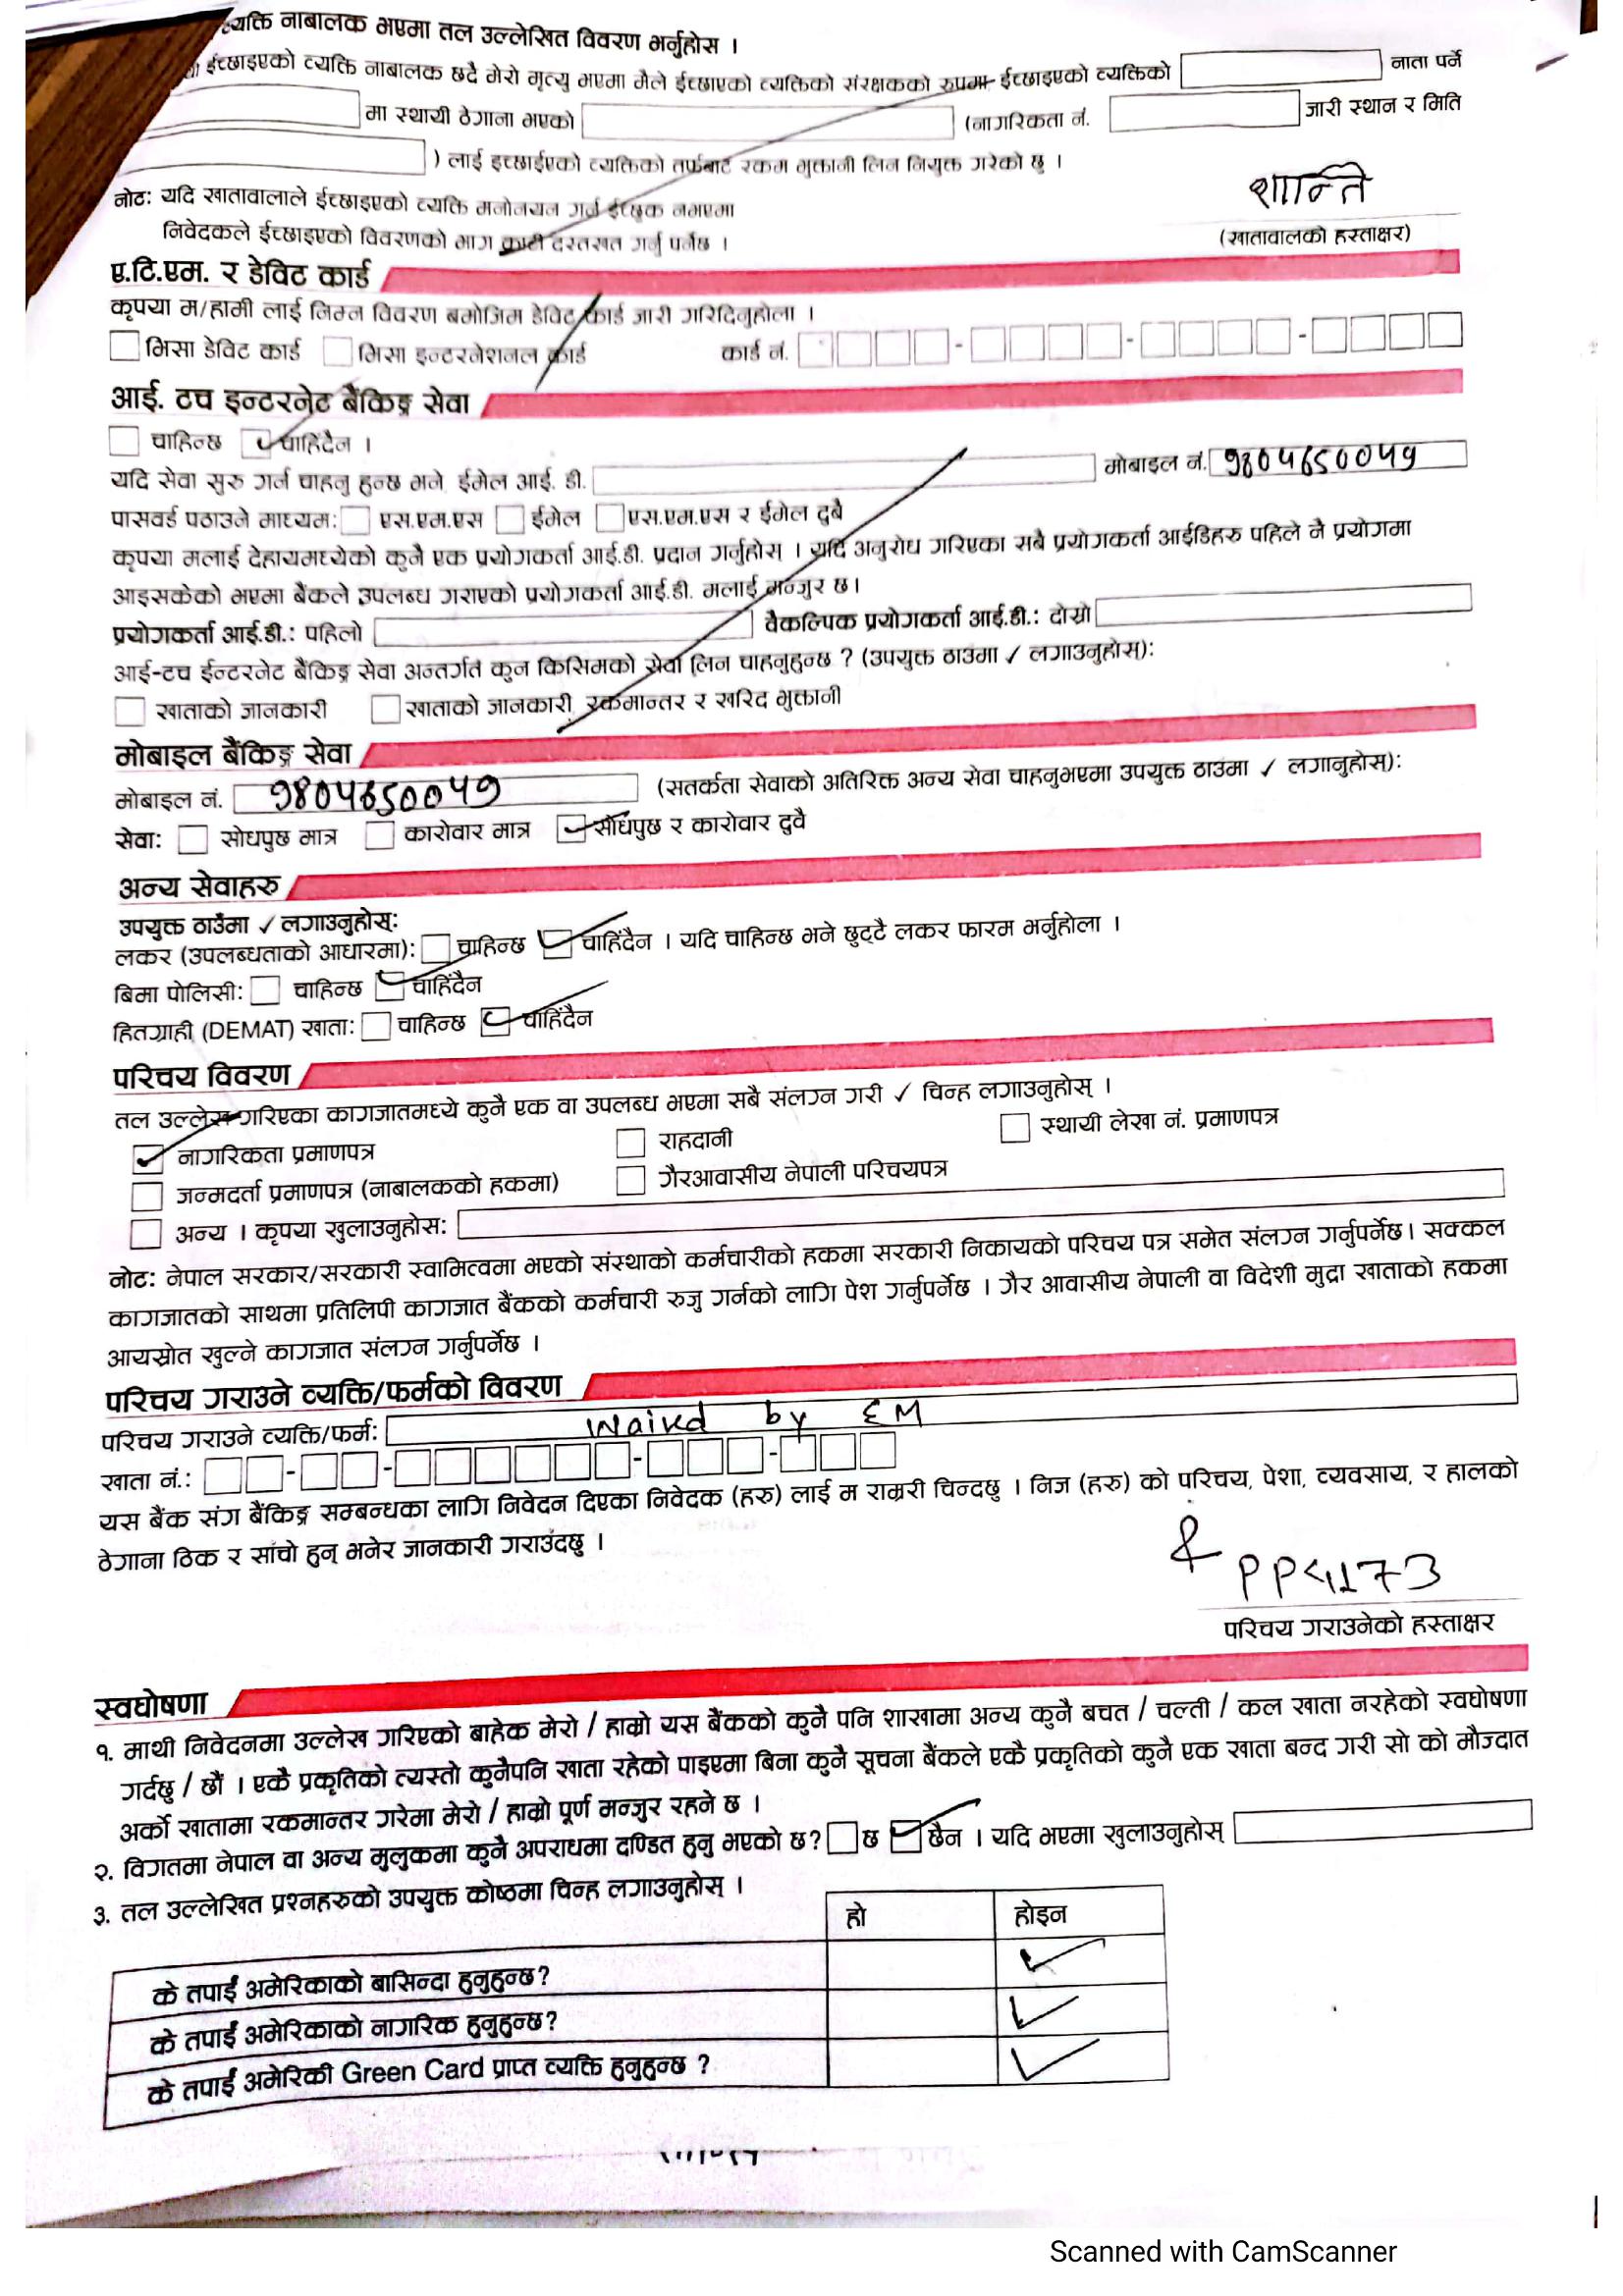 व्यक्ति नाबालक भएमा तल उल्लेखित विवरण भर्नुहोस् ।
ईच्छाइएको व्यक्ति नाबालक छदै मेरो मृत्यु भएमा मैले ईच्छाएको व्यक्तिको संरक्षकको रुपमा ईच्छाइएको व्यक्तिको नाता पर्ने
मा स्थायी ठेगाना भएको (नागरिकता नं. जारी स्थान र मिति
) लाई इच्छाईएको व्यक्तिको तर्फबाट रकम भुक्तानी लिन नियुक्त गरेको छु ।
नोट: यदि खातावालाले ईच्छाइएको व्यक्ति मनोनयन गर्न ईच्छुक नभएमा
निवेदकले ईच्छाइएको विवरणको भाग काटी दस्तखत गर्नु पर्नेछ ।
शान्ति
(खातावालको हस्ताक्षर)
ए.टि.एम. र डेविट कार्ड
कृपया म/हामी लाई निम्न विवरण बमोजिम डेविट कार्ड जारी गरिदिनुहोला ।
भिसा डेविट कार्ड भिसा इन्टरनेशनल कार्ड कार्ड नं.
आई. टच इन्टरनेट बैंकिङ्ग सेवा
चाहिन्छ चाहिंदैन ।
यदि सेवा सुरु गर्न चाहनु हुन्छ भने ईमेल आई. डी. मोबाइल नं. 9804650049
पासवर्ड पठाउने माध्यम: एस.एम.एस ईमेल एस.एम.एस र ईमेल दुबै
कृपया मलाई देहायमध्येको कुनै एक प्रयोगकर्ता आई.डी. प्रदान गर्नुहोस् । यदि अनुरोध गरिएका सबै प्रयोगकर्ता आईडिहरु पहिले नै प्रयोगमा
आइसकेको भएमा बैंकले उपलब्ध गराएको प्रयोगकर्ता आई.डी. मलाई मन्जुर छ।
प्रयोगकर्ता आई.डी.: पहिलो वैकल्पिक प्रयोगकर्ता आई.डी.: दोस्रो
आई-टच ईन्टरनेट बैंकिङ्ग सेवा अन्तर्गत कुन किसिमको सेवा लिन चाहनुहुन्छ ? (उपयुक्त ठाउंमा ✓ लगाउनुहोस्):
खाताको जानकारी खाताको जानकारी, रकमान्तर र खरिद भुक्तानी
मोबाइल बैंकिङ्ग सेवा
मोबाइल नं. 9804650049 (सतर्कता सेवाको अतिरिक्त अन्य सेवा चाहनुभएमा उपयुक्त ठाउंमा ✓ लगानुहोस्):
सेवा: सोधपुछ मात्र कारोवार मात्र सोधपुछ र कारोवार दुवै
अन्य सेवाहरु
उपयुक्त ठाउँमा ✓ लगाउनुहोस्:
लकर (उपलब्धताको आधारमा): चाहिन्छ चाहिंदैन । यदि चाहिन्छ भने छुट्टै लकर फारम भर्नुहोला ।
बिमा पोलिसी: चाहिन्छ चाहिंदैन
हितग्राही (DEMAT) खाता: चाहिन्छ चाहिंदैन
परिचय विवरण
तल उल्लेख गरिएका कागजातमध्ये कुनै एक वा उपलब्ध भएमा सबै संलग्न गरी ✓ चिन्ह लगाउनुहोस् ।
नागरिकता प्रमाणपत्र राहदानी स्थायी लेखा नं. प्रमाणपत्र
जन्मदर्ता प्रमाणपत्र (नाबालकको हकमा) गैरआवासीय नेपाली परिचयपत्र
अन्य । कृपया खुलाउनुहोस:
नोट: नेपाल सरकार/सरकारी स्वामित्वमा भएको संस्थाको कर्मचारीको हकमा सरकारी निकायको परिचय पत्र समेत संलग्न गर्नुपर्नेछ। सक्कल
कागजातको साथमा प्रतिलिपी कागजात बैंकको कर्मचारी रुजु गर्नको लागि पेश गर्नुपर्नेछ । गैर आवासीय नेपाली वा विदेशी मुद्रा खाताको हकमा
आयस्रोत खुल्ने कागजात संलग्न गर्नुपर्नेछ ।
परिचय गराउने व्यक्ति/फर्मको विवरण
परिचय गराउने व्यक्ति/फर्म: Waived by EM
खाता नं.:
यस बैंक संग बैंकिङ्ग सम्बन्धका लागि निवेदन दिएका निवेदक (हरु) लाई म राम्ररी चिन्दछु । निज (हरु) को परिचय, पेशा, व्यवसाय, र हालको
ठेगाना ठिक र सांचो हुन् भनेर जानकारी गराउंदछु ।
परिचय गराउनेको हस्ताक्षर
स्वघोषणा
१. माथी निवेदनमा उल्लेख गरिएको बाहेक मेरो / हाम्रो यस बैंकको कुनै पनि शाखामा अन्य कुनै बचत / चल्ती / कल खाता नरहेको स्वघोषणा
गर्दछु / छौं । एकै प्रकृतिको त्यस्तो कुनैपनि खाता रहेको पाइएमा बिना कुनै सूचना बैंकले एकै प्रकृतिको कुनै एक खाता बन्द गरी सो को मौज्दात
अर्को खातामा रकमान्तर गरेमा मेरो / हाम्रो पूर्ण मन्जुर रहने छ ।
२. विगतमा नेपाल वा अन्य मुलुकमा कुनै अपराधमा दण्डित हुनु भएको छ? छ छैन । यदि भएमा खुलाउनुहोस्
३. तल उल्लेखित प्रश्नहरुको उपयुक्त कोष्ठमा चिन्ह लगाउनुहोस् ।
हो होइन
के तपाईं अमेरिकाको बासिन्दा हुनुहुन्छ?
के तपाईं अमेरिकाको नागरिक हुनुहुन्छ?
के तपाईं अमेरिकी Green Card प्राप्त व्यक्ति हुनुहुन्छ ?
Scanned with CamScanner